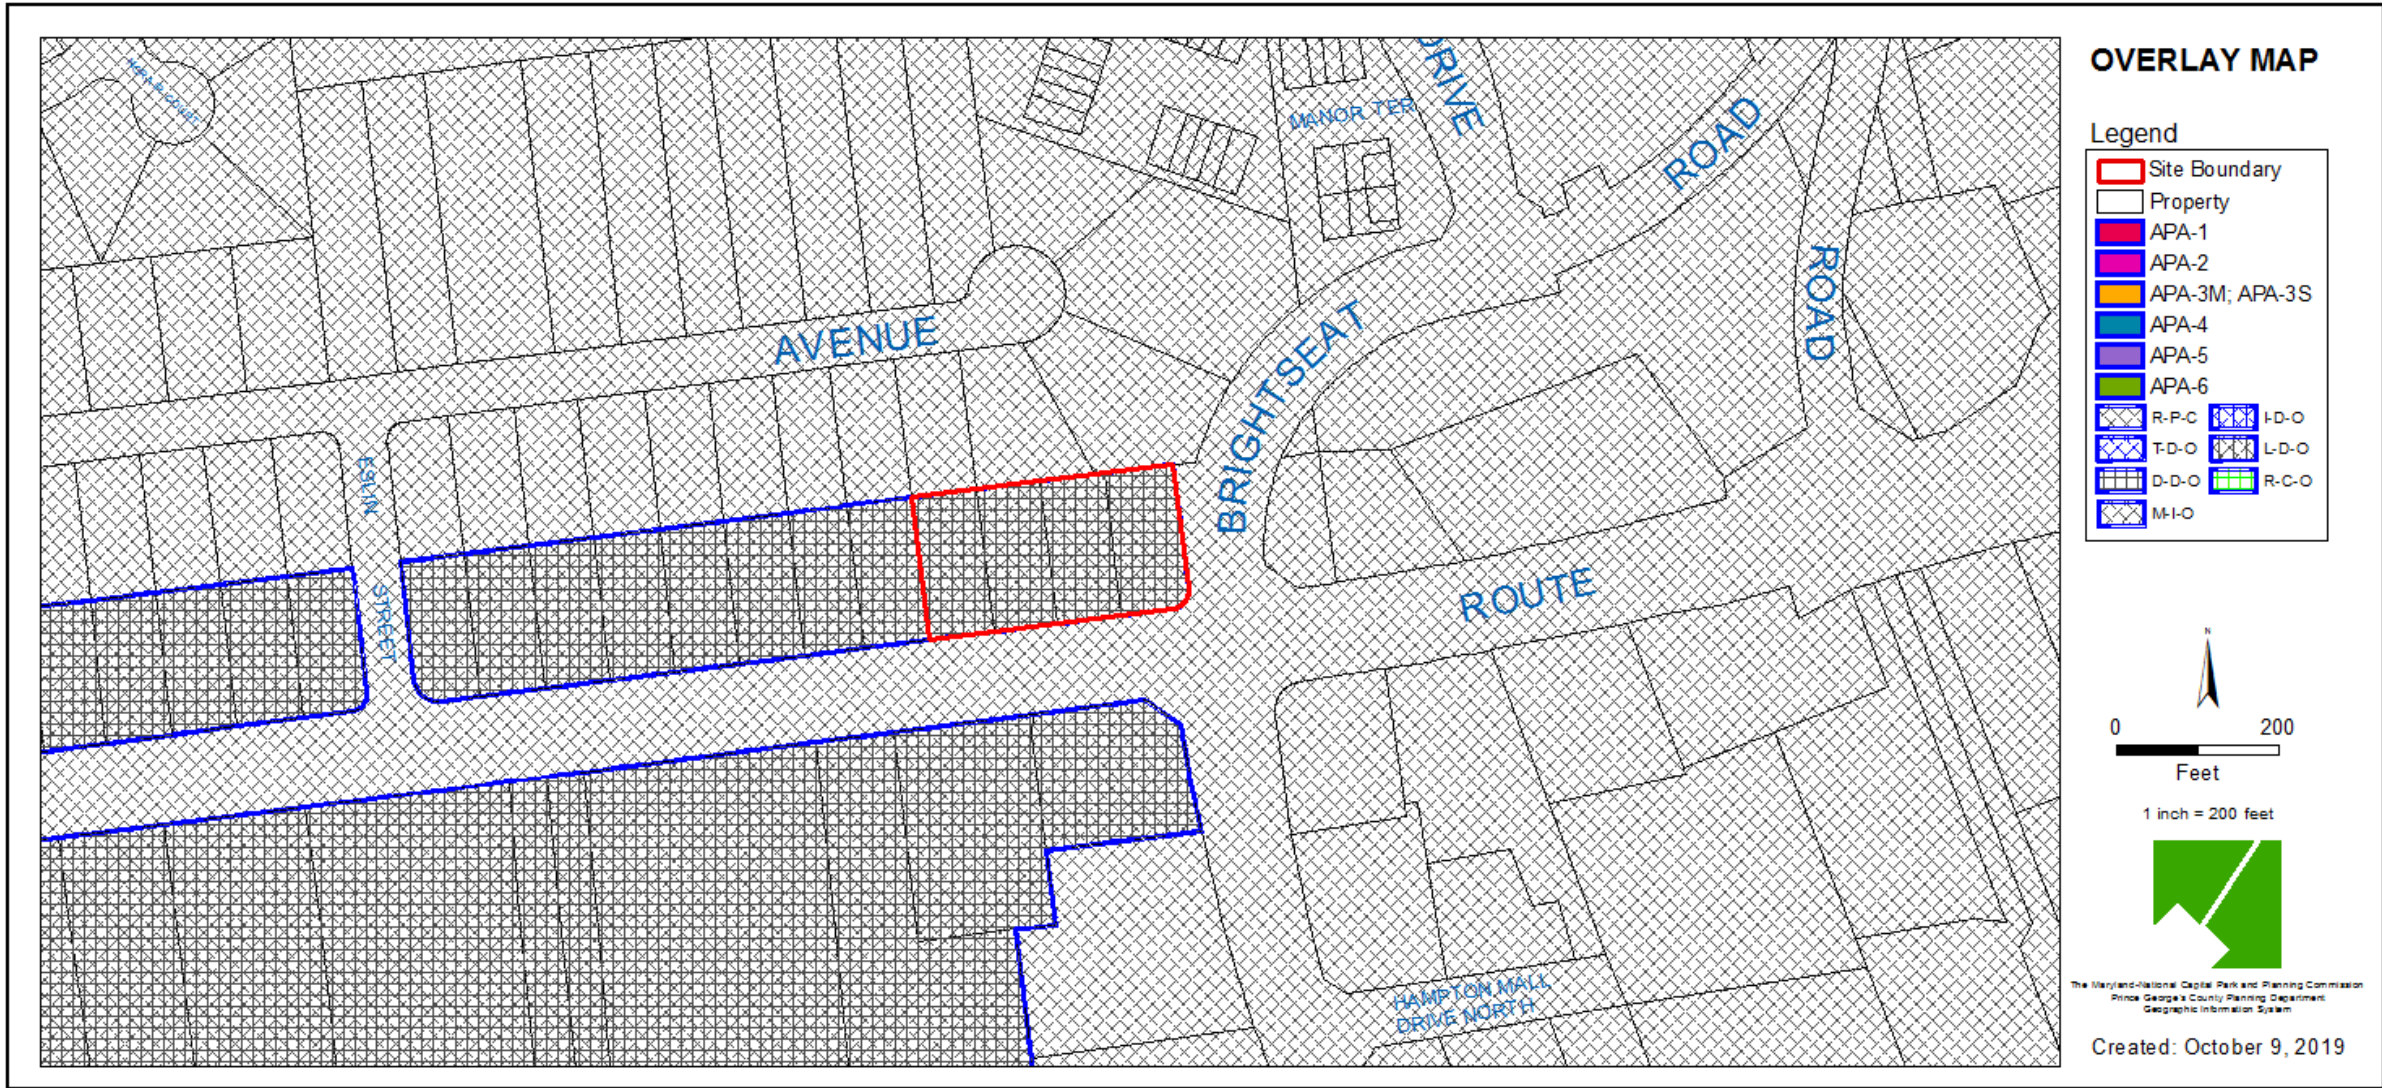 OVERLAY MAP
Legend
Site Boundary
Property
APA-1
APA-2
APA-3M; APA-3S
APA-4
APA-5
APA-6
R-P-C
I-D-O
T-D-O
L-D-O
D-D-O
R-C-O
M-I-O
N
0 200
Feet
1 inch = 200 feet
The Maryland-National Capital Park and Planning Commission
Prince George's County Planning Department
Geographic Information System
Created: October 9, 2019
COURT
DRIVE
MANOR TER
ROAD
ROAD
AVENUE
BRIGHTSEAT
ESLIN
STREET
ROUTE
HAMPTON MALL
DRIVE NORTH